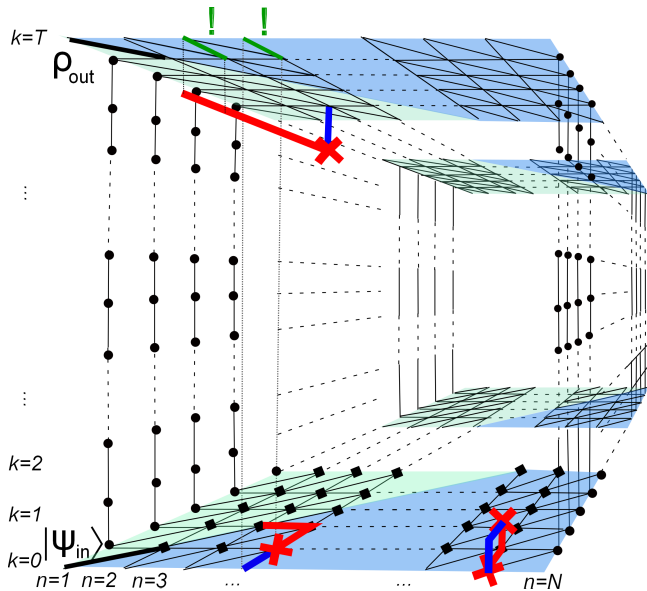 ! !
k=T
ρout
...
...
k=2
k=1
|Ψin⟩
k=0
n=1 n=2 n=3 ... ... n=N